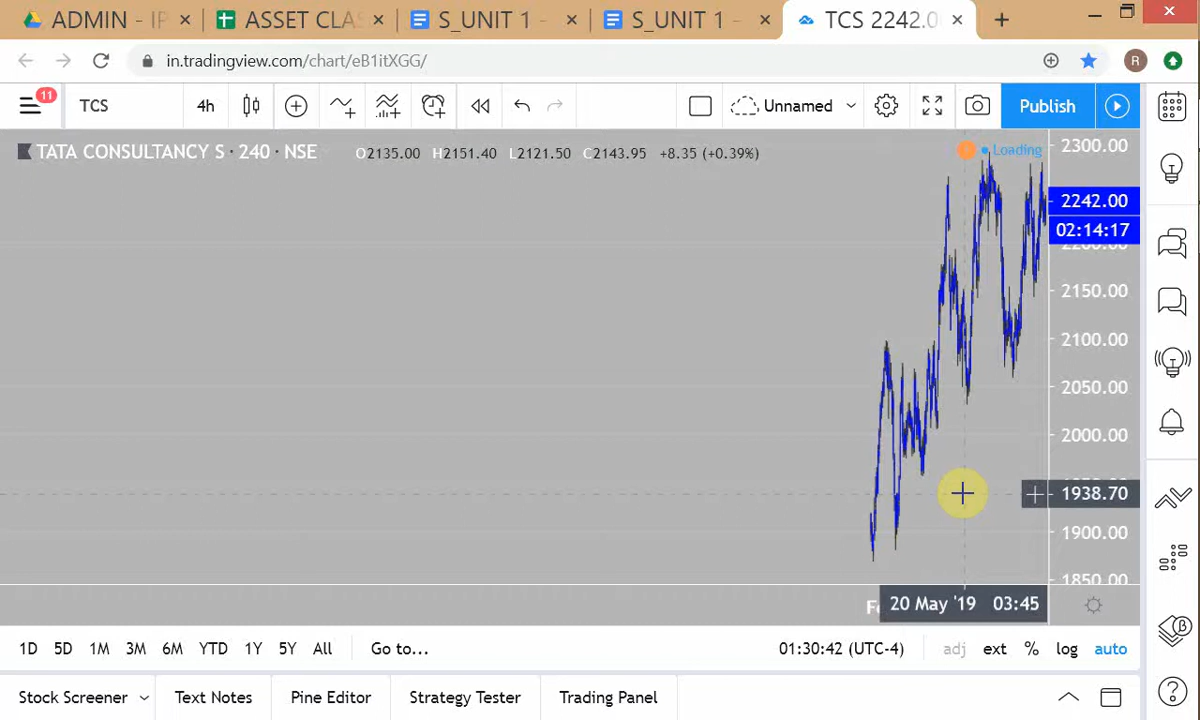 ADMIN - IP
ASSET CLAS
S_UNIT 1 -
S_UNIT 1 -
TCS 2242.0
in.tradingview.com/chart/eB1itXGG/
R
11
TCS
4h
Unnamed
Publish
TATA CONSULTANCY S · 240 · NSE
O2135.00 H2151.40 L2121.50 C2143.95 +8.35 (+0.39%)
Loading
2300.00
2242.00
02:14:17
2200.00
2150.00
2100.00
2050.00
2000.00
1938.70
1900.00
1850.00
20 May '19 03:45
1D 5D 1M 3M 6M YTD 1Y 5Y All Go to... 01:30:42 (UTC-4) adj ext % log auto
Stock Screener Text Notes Pine Editor Strategy Tester Trading Panel